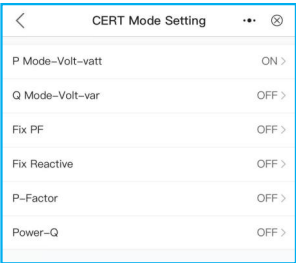 CERT Mode Setting
P Mode-Volt-vatt ON
Q Mode-Volt-var OFF
Fix PF OFF
Fix Reactive OFF
P-Factor OFF
Power-Q OFF